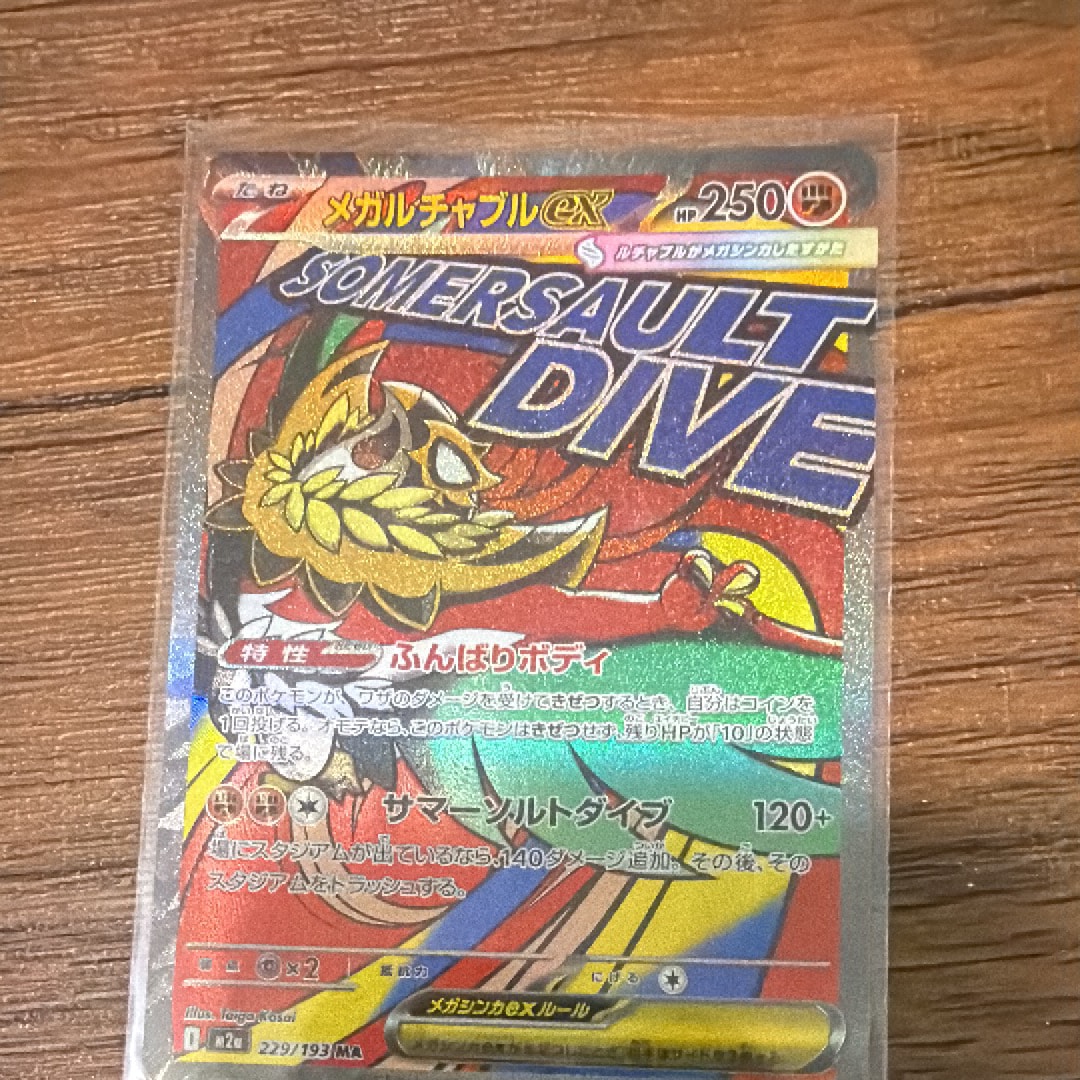 たね メガルチャブルex HP250
ルチャブルがメガシンカしたすがた
SOMERSAULT
DIVE
特性 ふんばりボディ
このポケモンが、ワザのダメージを受けてきぜつするとき、自分はコインを
1回投げる。オモテなら、このポケモンはきぜつせず、残りHPが「10」の状態
で場に残る。
サマーソルトダイブ 120+
場にスタジアムが出ているなら、140ダメージ追加。その後、その
スタジアムをトラッシュする。
弱点 ×2 抵抗力 にげる
メガシンカexルール
Illus. Taiga Kasai
I m2a 229/193 MA